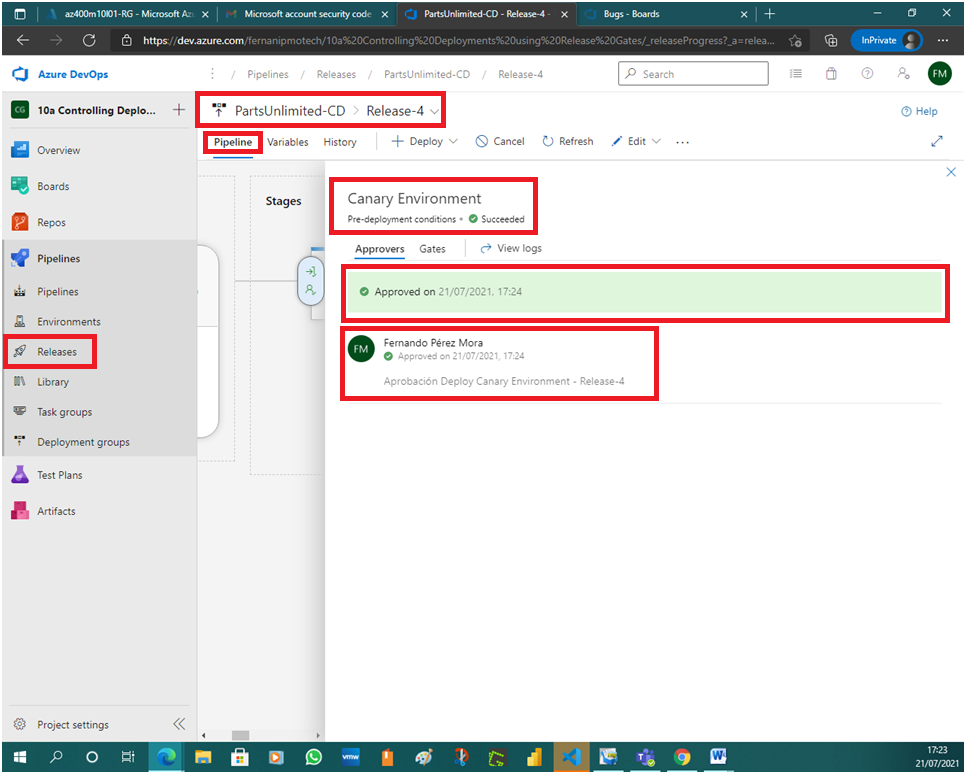 az400m10l01-RG - Microsoft Az
Microsoft account security code
PartsUnlimited-CD - Release-4 -
Bugs - Boards
https://dev.azure.com/fernanipmotech/10a%20Controlling%20Deployments%20using%20Release%20Gates/_releaseProgress?_a=relea...
InPrivate
Azure DevOps
/ Pipelines / Releases / PartsUnlimited-CD / Release-4
Search
FM
CG
10a Controlling Deplo...
PartsUnlimited-CD > Release-4
Help
Pipeline
Variables
History
Deploy
Cancel
Refresh
Edit
...
Overview
Boards
Repos
Pipelines
Pipelines
Environments
Releases
Library
Task groups
Deployment groups
Test Plans
Artifacts
Project settings
Stages
Canary Environment
Pre-deployment conditions • Succeeded
Approvers
Gates
View logs
Approved on 21/07/2021, 17:24
FM
Fernando Pérez Mora
Approved on 21/07/2021, 17:24
Aprobación Deploy Canary Environment - Release-4
vmw
17:23
21/07/2021